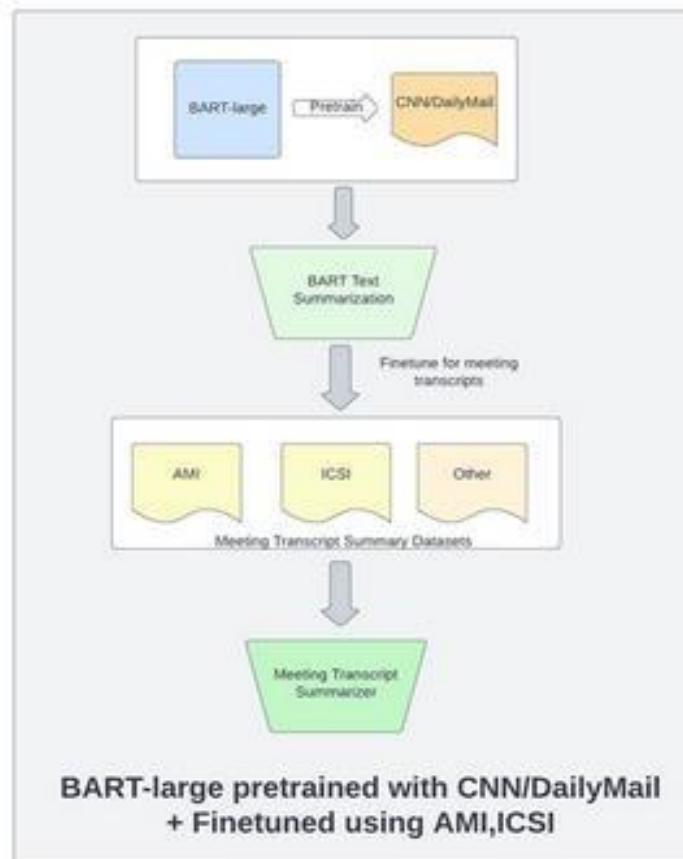 BART-large
Pretrain
CNN/DailyMail
BART Text
Summarization
Finetune for meeting
transcripts
AMI
ICSI
Other
Meeting Transcript Summary Datasets
Meeting Transcript
Summarizer
BART-large pretrained with CNN/DailyMail
+ Finetuned using AMI,ICSI